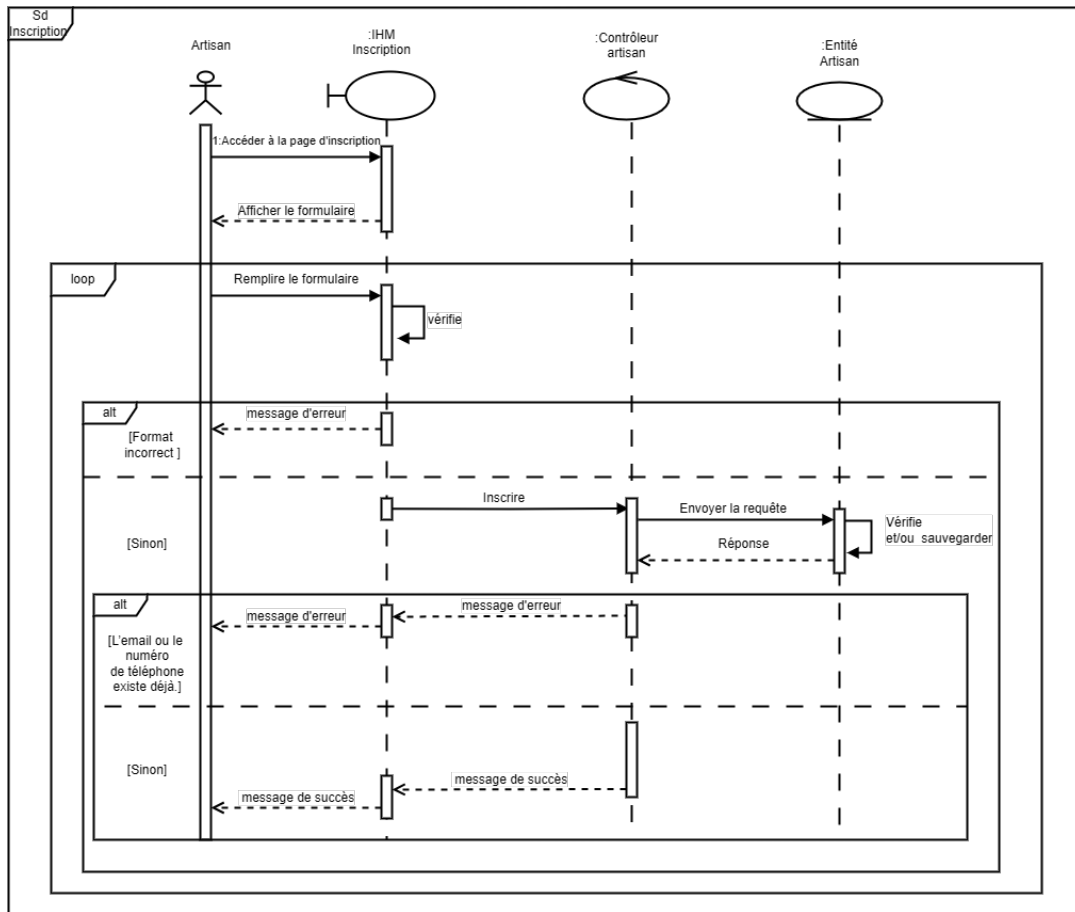 Sd
Inscription
Artisan
:IHM
Inscription
:Contrôleur
artisan
:Entité
Artisan
1:Accéder à la page d'inscription
Afficher le formulaire
loop
Remplire le formulaire
vérifie
alt
message d'erreur
[Format
incorrect ]
Inscrire
Envoyer la requête
Vérifie
et/ou sauvegarder
[Sinon]
Réponse
alt
message d'erreur
message d'erreur
[L'email ou le
numéro
de téléphone
existe déjà.]
[Sinon]
message de succès
message de succès